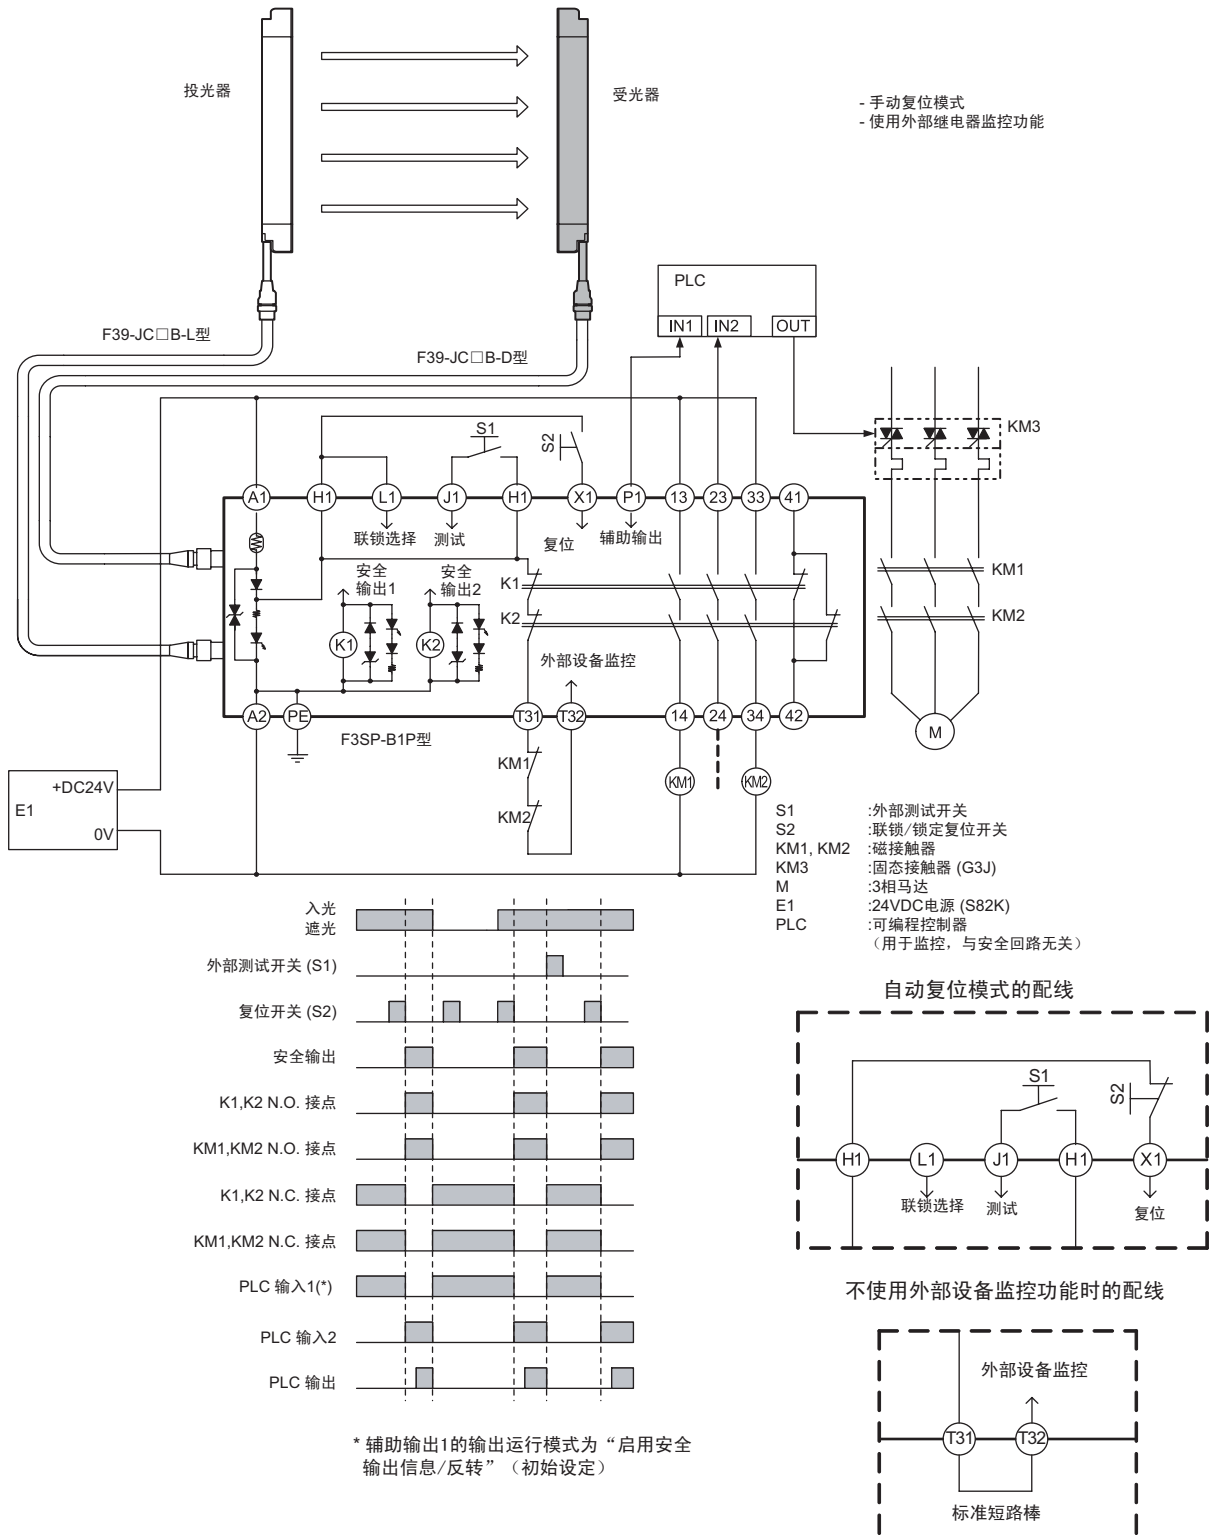 投光器
受光器
- 手动复位模式
- 使用外部继电器监控功能
F39-JC□B-L型
F39-JC□B-D型
PLC
IN1 IN2 OUT
KM3
S1
S2
A1 H1 L1 J1 H1 X1 P1 13 23 33 41
联锁选择 测试 复位 辅助输出
安全
输出1
安全
输出2
K1
K2
K1 K2
外部设备监控
KM1
KM2
A2 PE T31 T32 14 24 34 42
F3SP-B1P型
M
KM1
KM2
KM1 KM2
E1
+DC24V
0V
S1 :外部测试开关
S2 :联锁/锁定复位开关
KM1, KM2 :磁接触器
KM3 :固态接触器 (G3J)
M :3相马达
E1 :24VDC电源 (S82K)
PLC :可编程控制器
（用于监控，与安全回路无关）
入光
遮光
外部测试开关 (S1)
复位开关 (S2)
安全输出
K1,K2 N.O. 接点
KM1,KM2 N.O. 接点
K1,K2 N.C. 接点
KM1,KM2 N.C. 接点
PLC 输入1(*)
PLC 输入2
PLC 输出
* 辅助输出1的输出运行模式为“启用安全
输出信息/反转”（初始设定）
自动复位模式的配线
S1
S2
H1 L1 J1 H1 X1
联锁选择 测试 复位
不使用外部设备监控功能时的配线
外部设备监控
T31 T32
标准短路棒